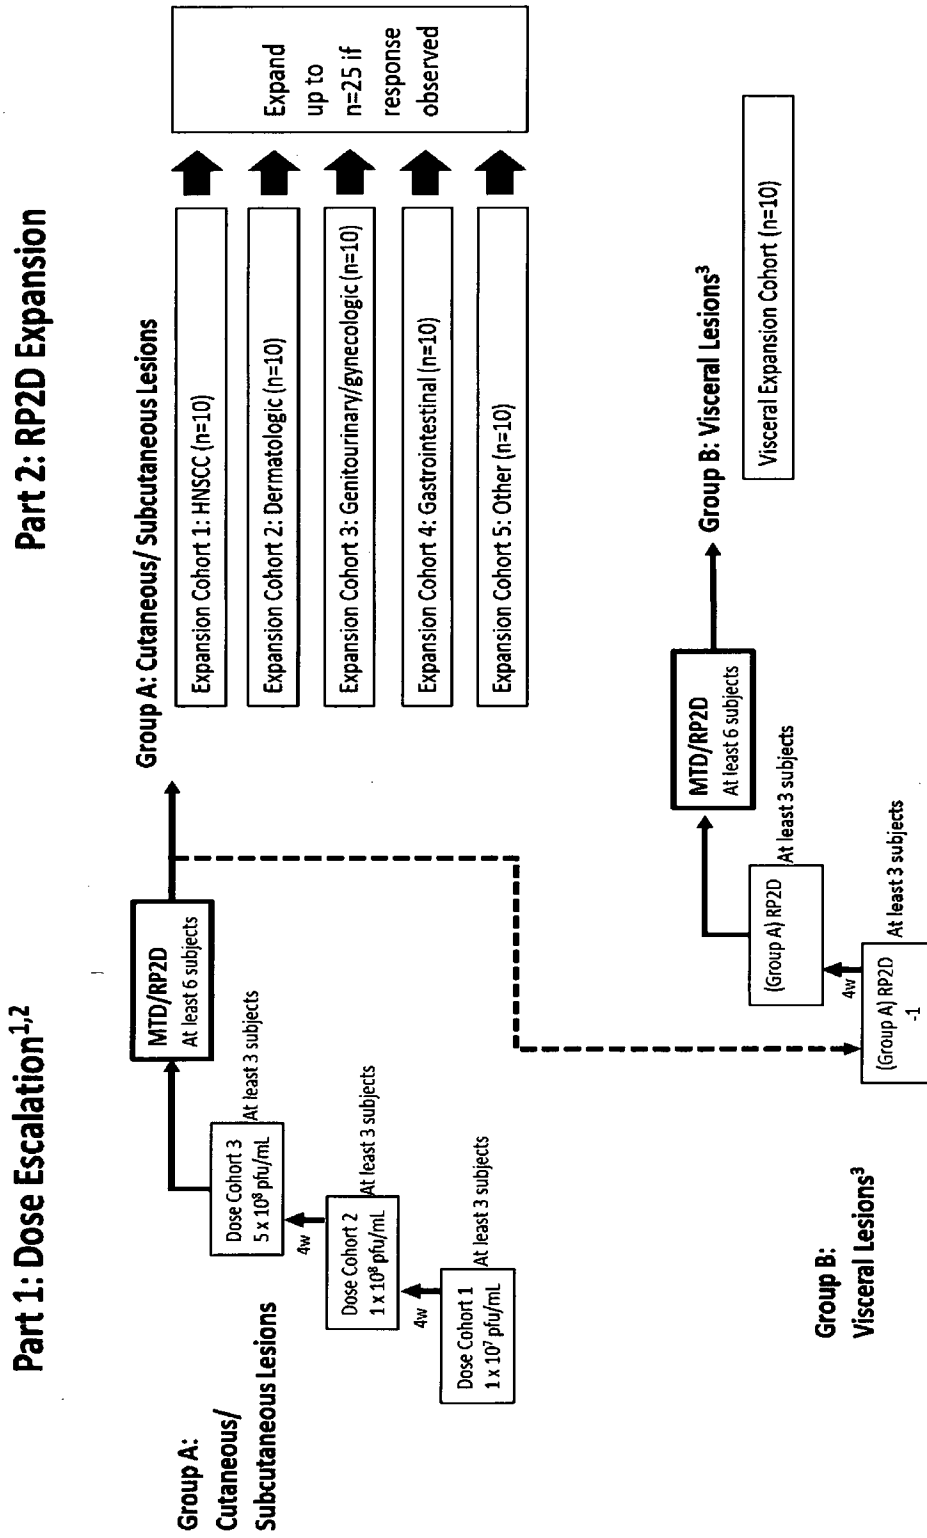 Part 1: Dose Escalation¹,²
Part 2: RP2D Expansion
Group A:
Cutaneous/
Subcutaneous Lesions
Dose Cohort 1
1 x 10⁷ pfu/mL
At least 3 subjects
4w
Dose Cohort 2
1 x 10⁸ pfu/mL
At least 3 subjects
4w
Dose Cohort 3
5 x 10⁸ pfu/mL
At least 3 subjects
MTD/RP2D
At least 6 subjects
Group A: Cutaneous/ Subcutaneous Lesions
Expansion Cohort 1: HNSCC (n=10)
Expansion Cohort 2: Dermatologic (n=10)
Expansion Cohort 3: Genitourinary/gynecologic (n=10)
Expansion Cohort 4: Gastrointestinal (n=10)
Expansion Cohort 5: Other (n=10)
Expand
up to
n=25 if
response
observed
Group B:
Visceral Lesions³
(Group A) RP2D
-1
At least 3 subjects
4w
(Group A) RP2D
At least 3 subjects
MTD/RP2D
At least 6 subjects
Group B: Visceral Lesions³
Visceral Expansion Cohort (n=10)